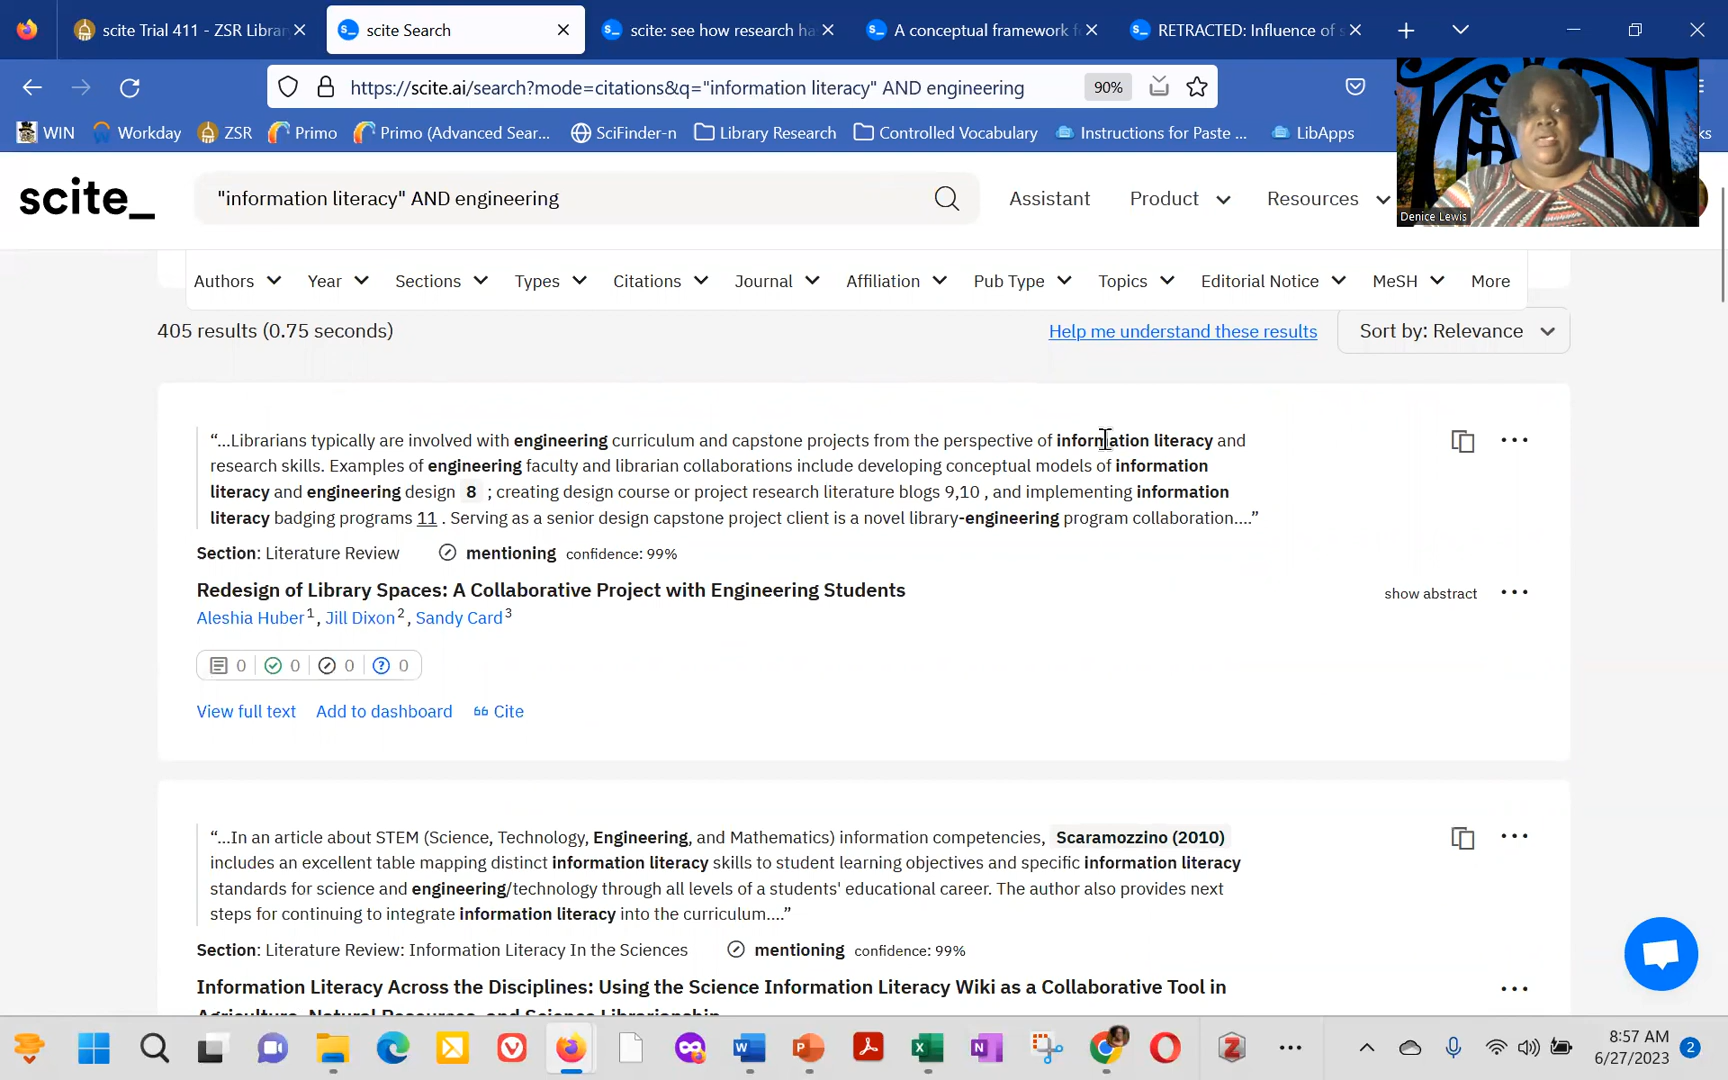 scite Trial 411 - ZSR Librar
scite Search
scite: see how research ha
A conceptual framework f
RETRACTED: Influence of s
https://scite.ai/search?mode=citations&q="information literacy" AND engineering
90%
WIN
Workday
ZSR
Primo
Primo (Advanced Sear...
SciFinder-n
Library Research
Controlled Vocabulary
Instructions for Paste ...
LibApps
ks
scite_
"information literacy" AND engineering
Assistant
Product
Resources
Denice Lewis
Authors
Year
Sections
Types
Citations
Journal
Affiliation
Pub Type
Topics
Editorial Notice
MeSH
More
405 results (0.75 seconds)
Help me understand these results
Sort by: Relevance
“...Librarians typically are involved with engineering curriculum and capstone projects from the perspective of information literacy and
research skills. Examples of engineering faculty and librarian collaborations include developing conceptual models of information
literacy and engineering design 8 ; creating design course or project research literature blogs 9,10 , and implementing information
literacy badging programs 11 . Serving as a senior design capstone project client is a novel library-engineering program collaboration....”
Section: Literature Review
mentioning confidence: 99%
Redesign of Library Spaces: A Collaborative Project with Engineering Students
show abstract
Aleshia Huber 1 , Jill Dixon 2 , Sandy Card 3
0 0 0 0
View full text
Add to dashboard
Cite
“...In an article about STEM (Science, Technology, Engineering, and Mathematics) information competencies, Scaramozzino (2010)
includes an excellent table mapping distinct information literacy skills to student learning objectives and specific information literacy
standards for science and engineering/technology through all levels of a students' educational career. The author also provides next
steps for continuing to integrate information literacy into the curriculum....”
Section: Literature Review: Information Literacy In the Sciences
mentioning confidence: 99%
Information Literacy Across the Disciplines: Using the Science Information Literacy Wiki as a Collaborative Tool in
Agriculture, Natural Resources, and Science Librarianship
8:57 AM
6/27/2023
2